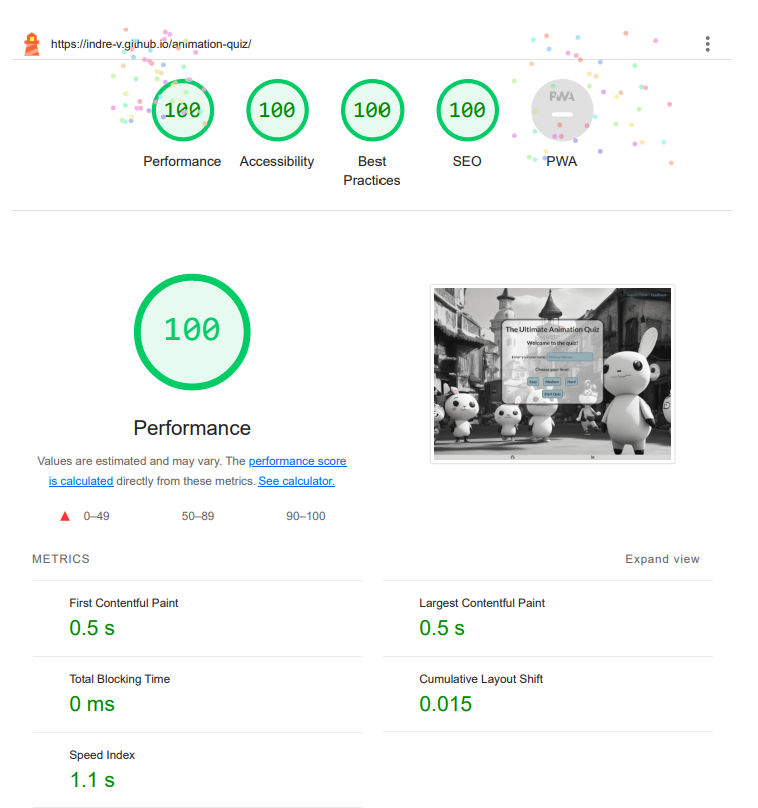 https://indre-v.github.io/animation-quiz/
100 100 100 100 PWA
Performance Accessibility Best Practices SEO PWA
100
The Ultimate Animation Quiz
Welcome to the quiz!
Choose your level
Easy Medium Hard
Start Quiz
Performance
Values are estimated and may vary. The performance score
is calculated directly from these metrics. See calculator.
0–49 50–89 90–100
METRICS Expand view
First Contentful Paint
0.5 s
Largest Contentful Paint
0.5 s
Total Blocking Time
0 ms
Cumulative Layout Shift
0.015
Speed Index
1.1 s